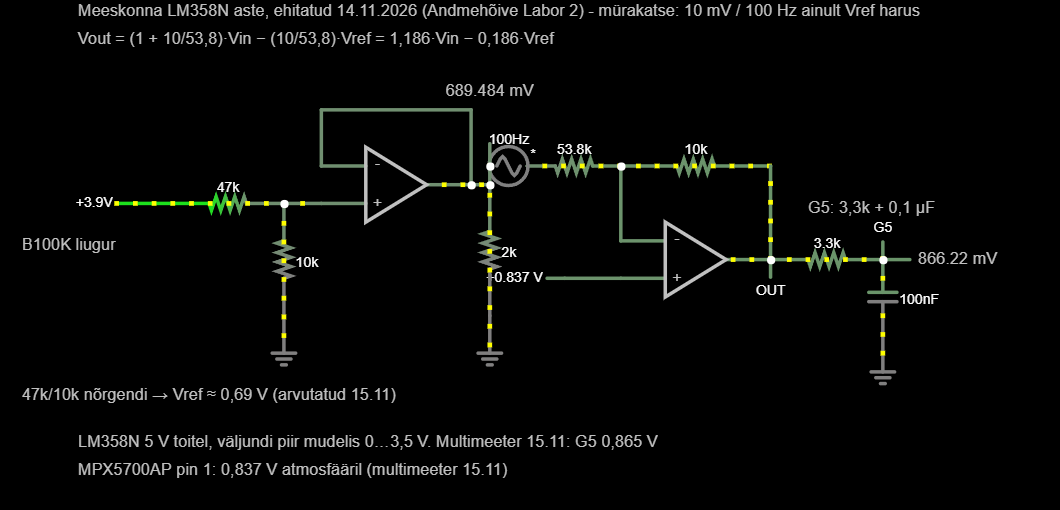 Meeskonna LM358N aste, ehitatud 14.11.2026 (Andmehõive Labor 2) - mürakatse: 10 mV / 100 Hz ainult Vref harus
Vout = (1 + 10/53,8)·Vin − (10/53,8)·Vref = 1,186·Vin − 0,186·Vref
689.484 mV
100Hz
*
53.8k
10k
47k
+3.9V
G5: 3,3k + 0,1 µF
G5
B100K liugur
10k
2k
3.3k
866.22 mV
+0.837 V
OUT
100nF
47k/10k nõrgendi → Vref ≈ 0,69 V (arvutatud 15.11)
LM358N 5 V toitel, väljundi piir mudelis 0…3,5 V. Multimeeter 15.11: G5 0,865 V
MPX5700AP pin 1: 0,837 V atmosfääril (multimeeter 15.11)